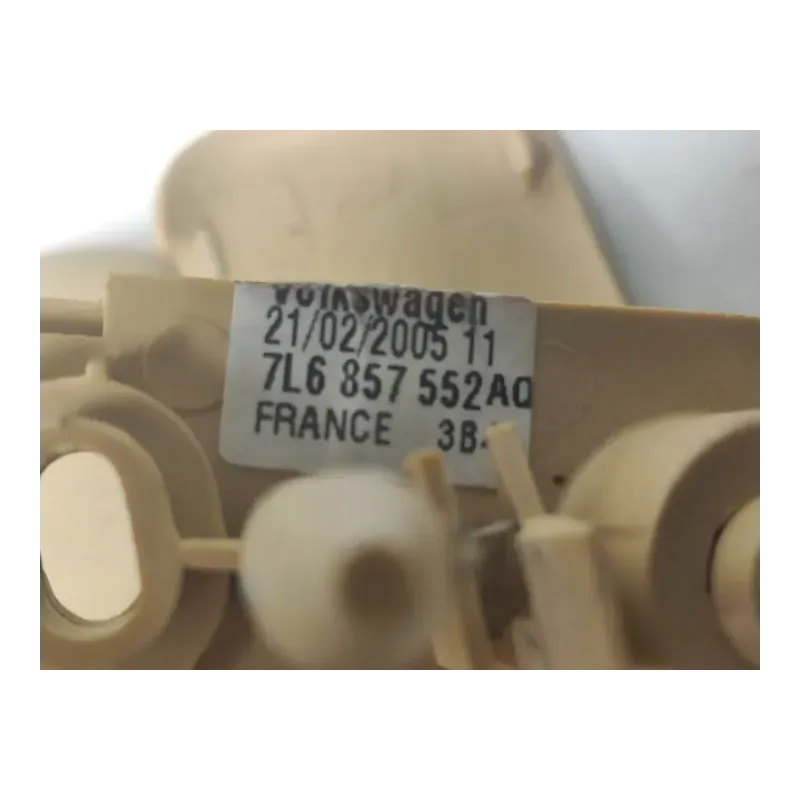 Volkswagen
21/02/2005 11
7L6 857 552AQ
FRANCE 3B